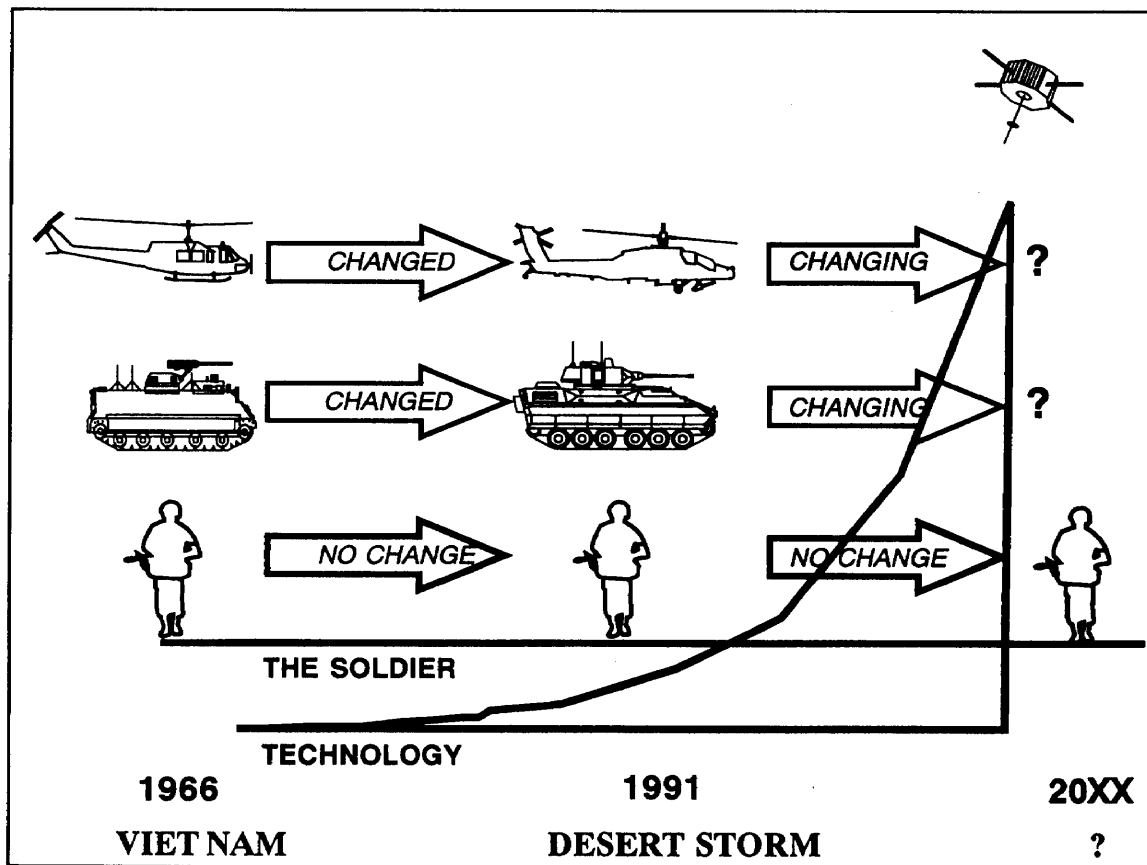 CHANGED CHANGING ?
CHANGED CHANGING ?
NO CHANGE NO CHANGE
THE SOLDIER
TECHNOLOGY
1966 1991 20XX
VIET NAM DESERT STORM ?